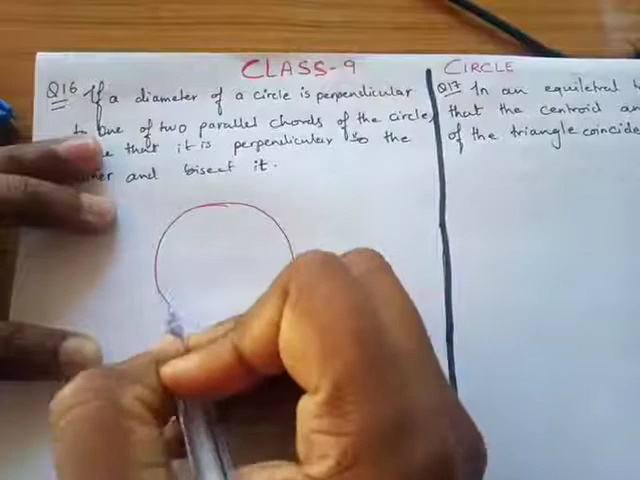 CLASS-9
CIRCLE
Q16 If a diameter of a circle is perpendicular
to one of two parallel chords of the circle,
that it is perpendicular to the
and bisect it.
Q17 In an equiletral
that the centroid
of the triangle coincide